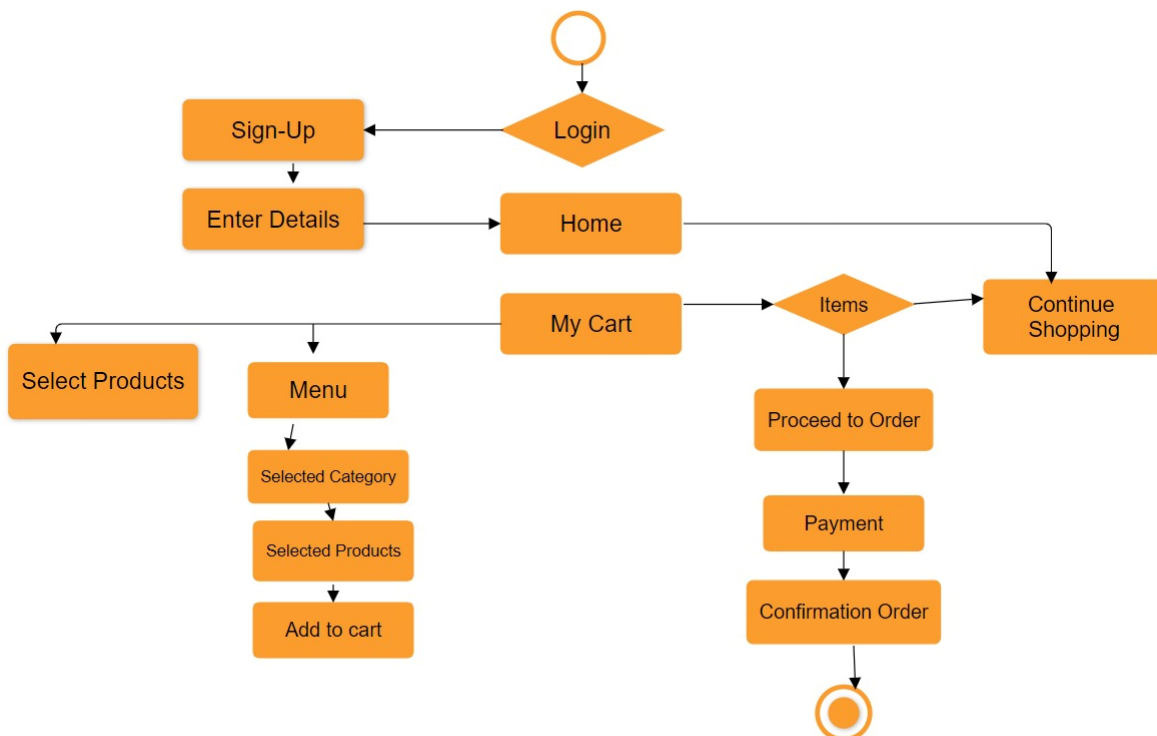 Login
Sign-Up
Enter Details
Home
My Cart
Items
Continue
Shopping
Select Products
Menu
Proceed to Order
Selected Category
Payment
Selected Products
Confirmation Order
Add to cart